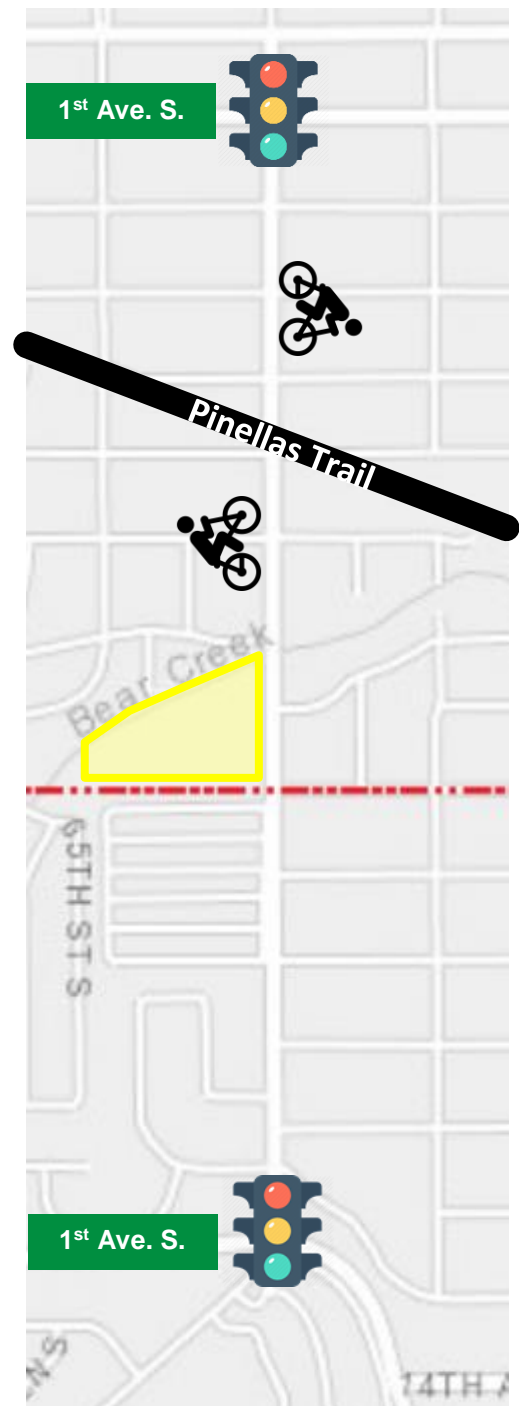 1st Ave. S.
Pinellas Trail
Bear Creek
65TH ST S
1st Ave. S.
14TH A